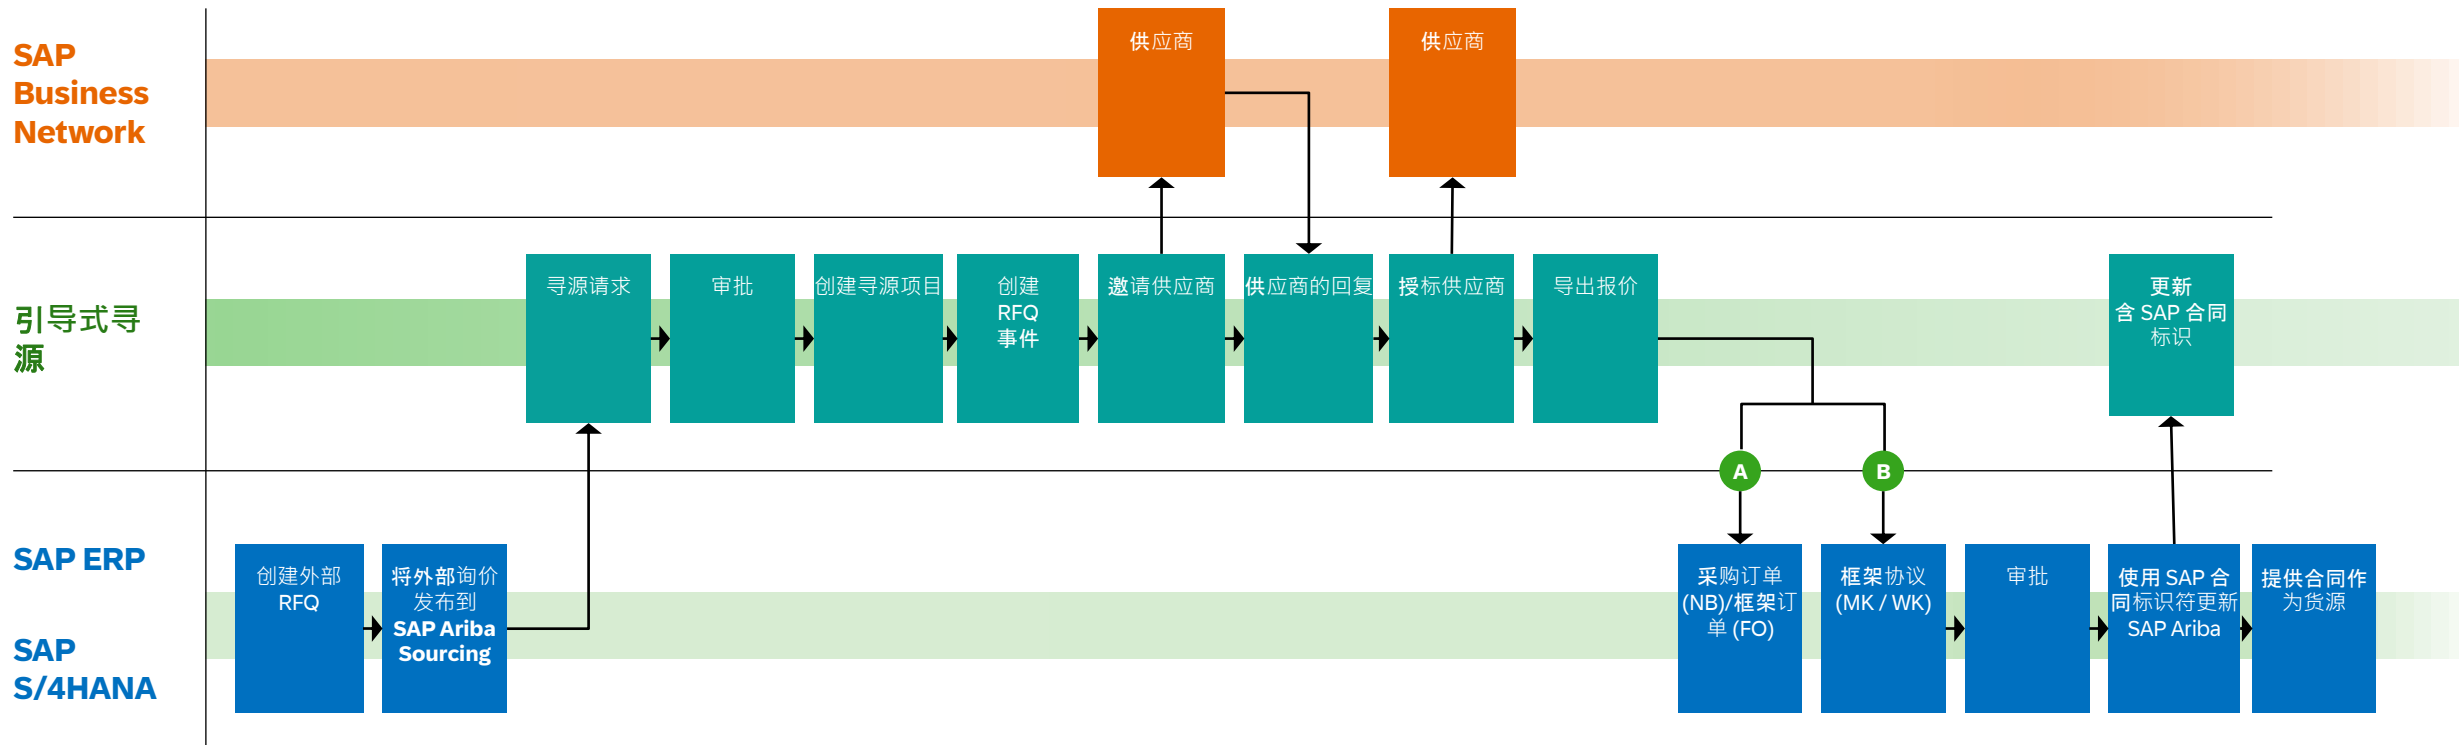 SAP
Business
Network
供应商
供应商
引导式寻
源
寻源请求
审批
创建寻源项目
创建
RFQ
事件
邀请供应商
供应商的回复
授标供应商
导出报价
更新
含 SAP 合同
标识
A
B
SAP ERP
SAP
S/4HANA
创建外部
RFQ
将外部询价
发布到
SAP Ariba
Sourcing
采购订单
(NB)/框架订
单 (FO)
框架协议
(MK / WK)
审批
使用 SAP 合
同标识符更新
SAP Ariba
提供合同作
为货源